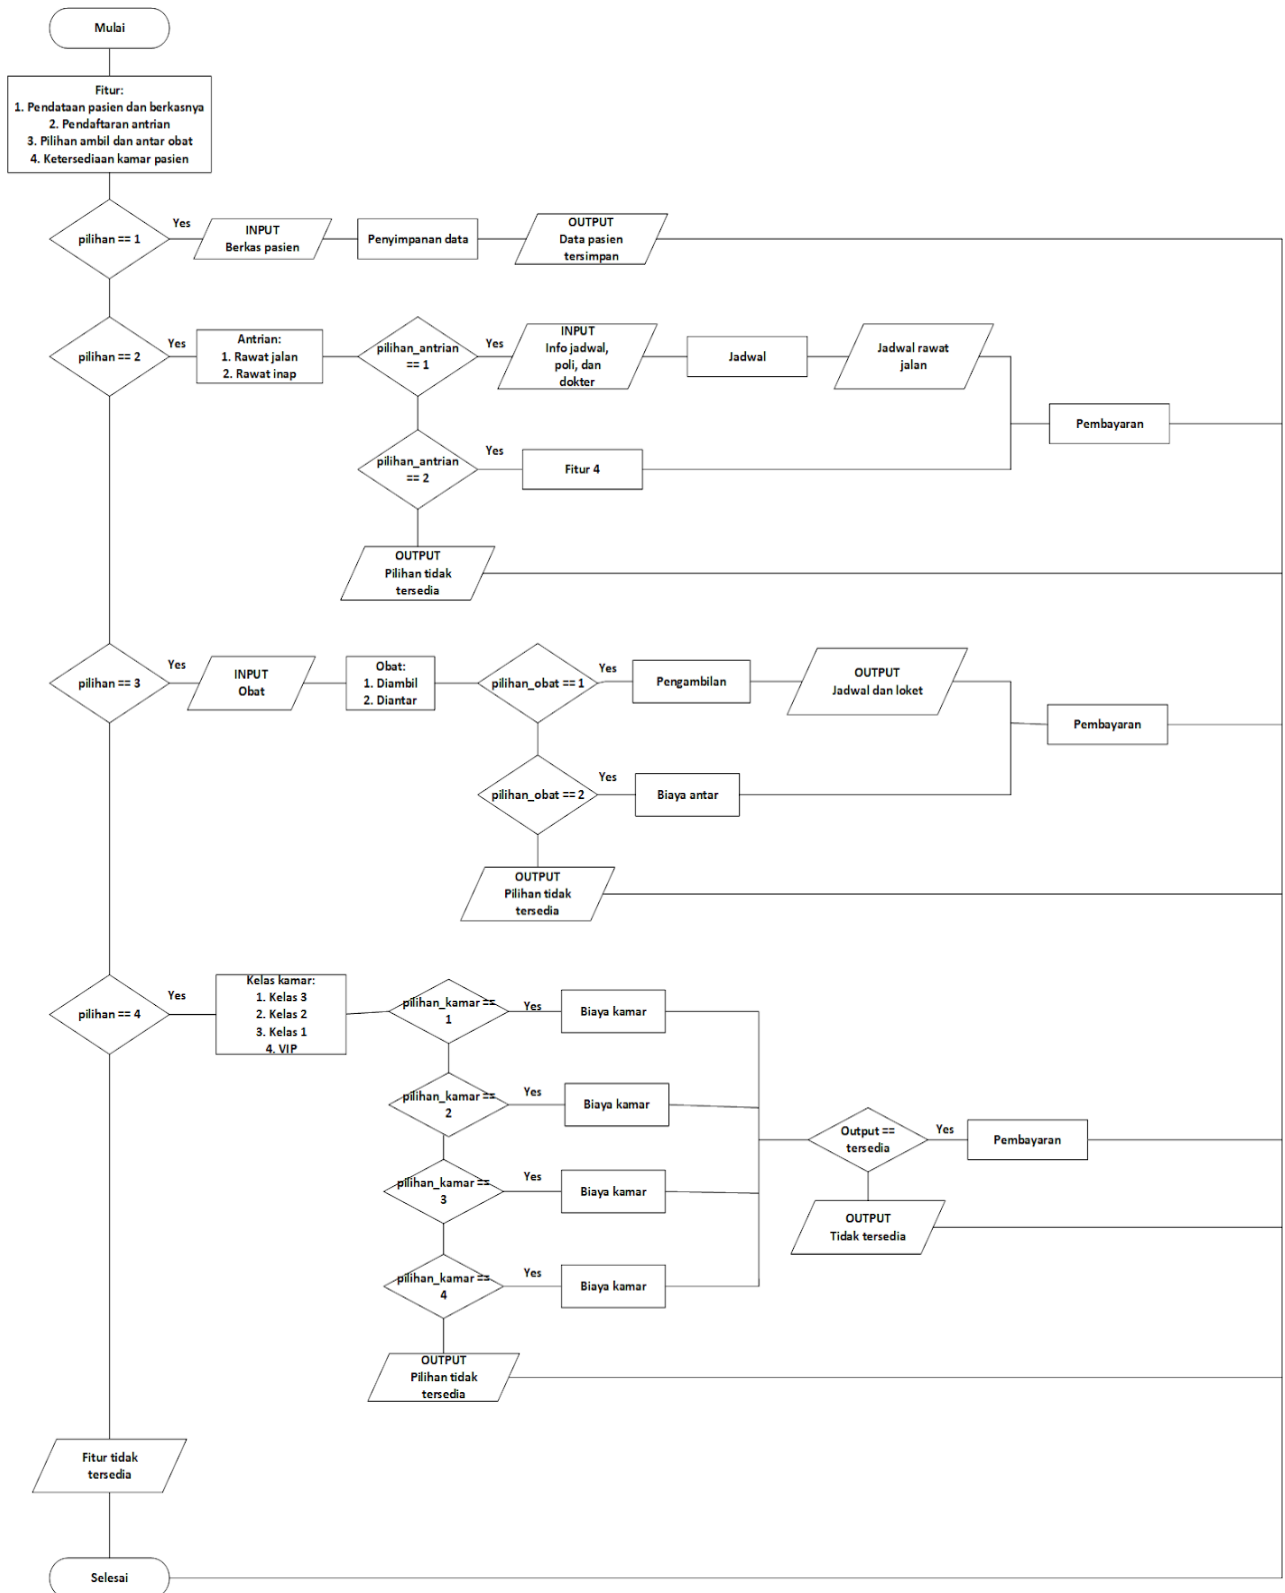 Mulai
Fitur:
1. Pendataan pasien dan berkasnya
2. Pendaftaran antrian
3. Pilihan ambil dan antar obat
4. Ketersediaan kamar pasien
pilihan == 1
Yes
INPUT
Berkas pasien
Penyimpanan data
OUTPUT
Data pasien
tersimpan
pilihan == 2
Yes
Antrian:
1. Rawat jalan
2. Rawat inap
pilihan_antrian
== 1
Yes
INPUT
Info jadwal,
poli, dan
dokter
Jadwal
Jadwal rawat
jalan
Pembayaran
pilihan_antrian
== 2
Yes
Fitur 4
OUTPUT
Pilihan tidak
tersedia
pilihan == 3
Yes
INPUT
Obat
Obat:
1. Diambil
2. Diantar
pilihan_obat == 1
Yes
Pengambilan
OUTPUT
Jadwal dan loket
Pembayaran
pilihan_obat == 2
Yes
Biaya antar
OUTPUT
Pilihan tidak
tersedia
pilihan == 4
Yes
Kelas kamar:
1. Kelas 3
2. Kelas 2
3. Kelas 1
4. VIP
pilihan_kamar ==
1
Yes
Biaya kamar
pilihan_kamar ==
2
Yes
Biaya kamar
Output ==
tersedia
Yes
Pembayaran
pilihan_kamar ==
3
Yes
Biaya kamar
OUTPUT
Tidak tersedia
pilihan_kamar ==
4
Yes
Biaya kamar
OUTPUT
Pilihan tidak
tersedia
Fitur tidak
tersedia
Selesai